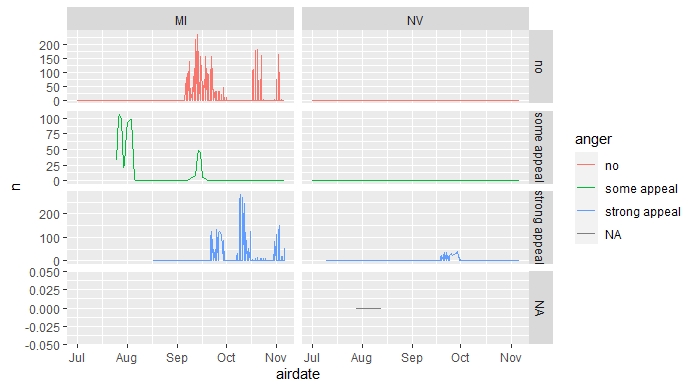 MI NV
200
150
100
50
0
no
100
75
50
25
0
some appeal
200
100
0
strong appeal
0.050
0.025
0.000
-0.025
-0.050
NA
n
Jul Aug Sep Oct Nov Jul Aug Sep Oct Nov
airdate
anger
no
some appeal
strong appeal
NA